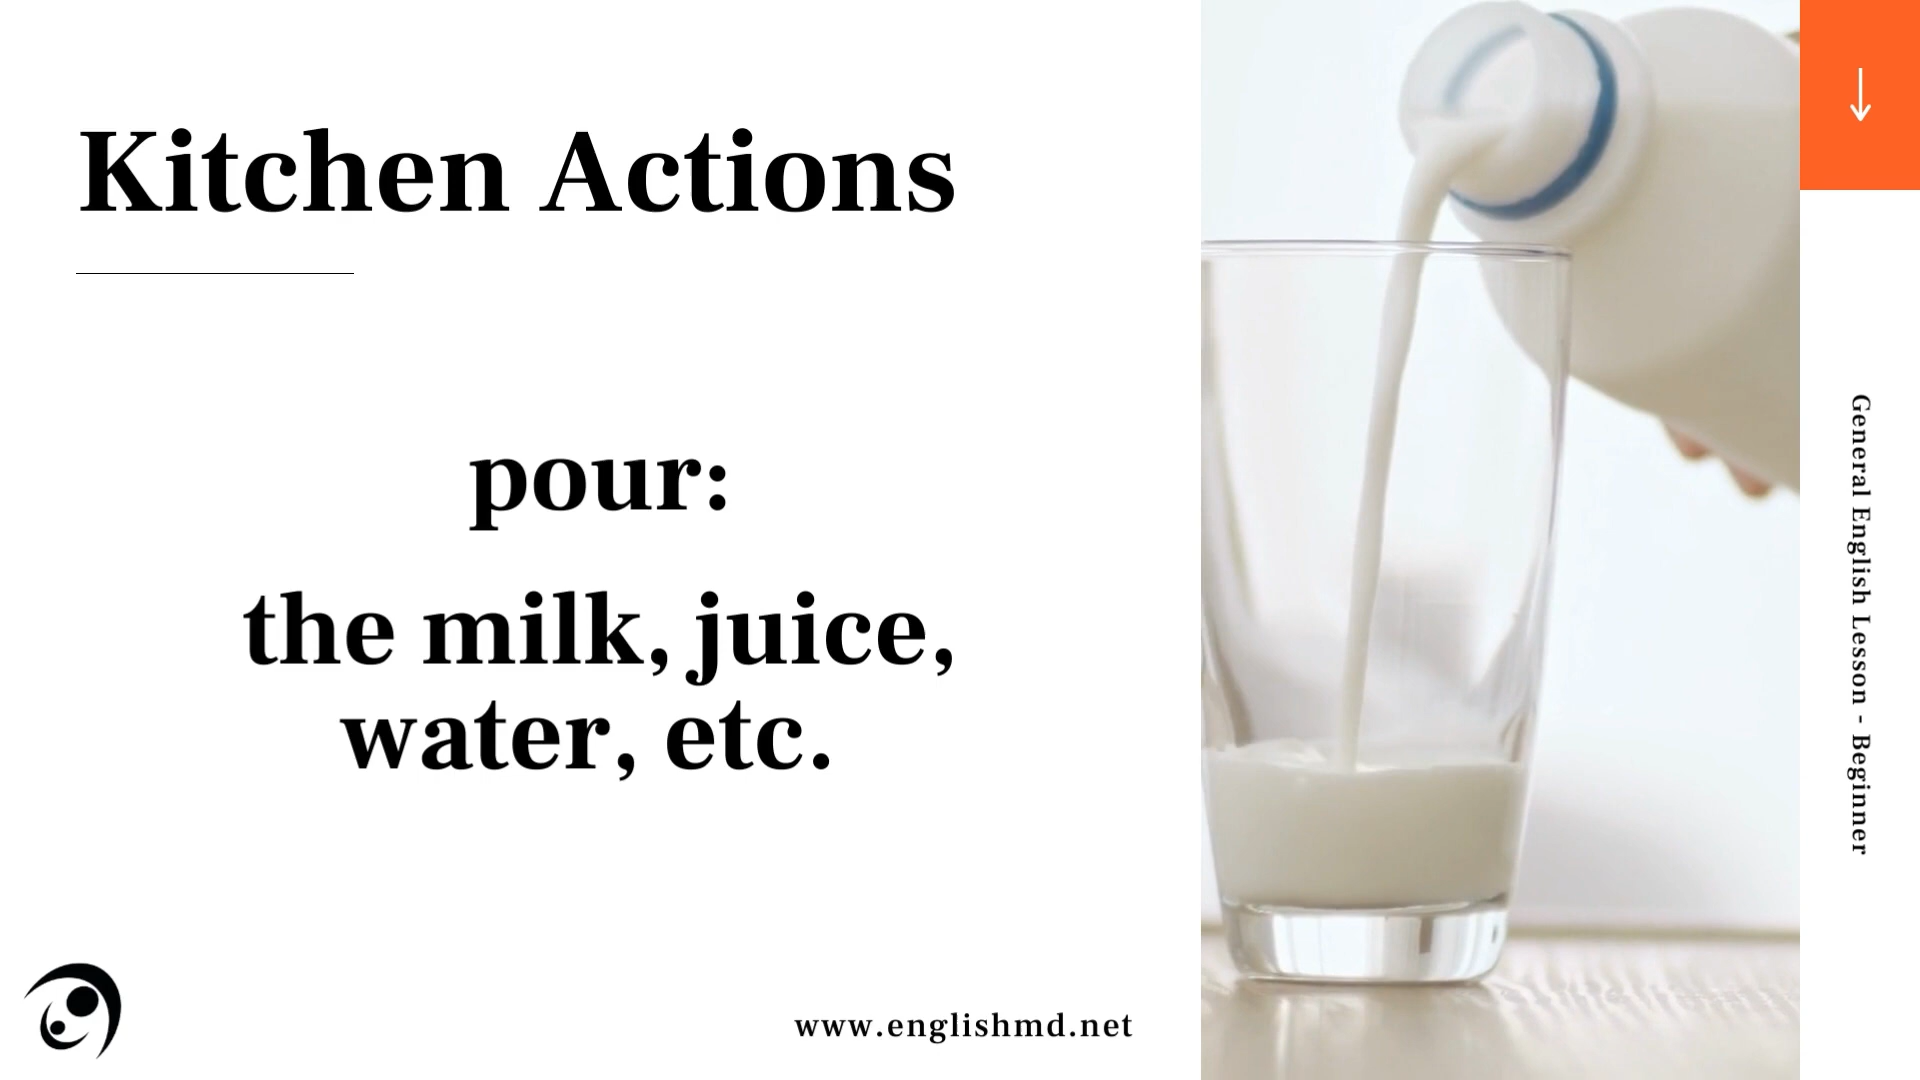 Kitchen Actions
pour:
the milk, juice,
water, etc.
www.englishmd.net
General English Lesson - Beginner